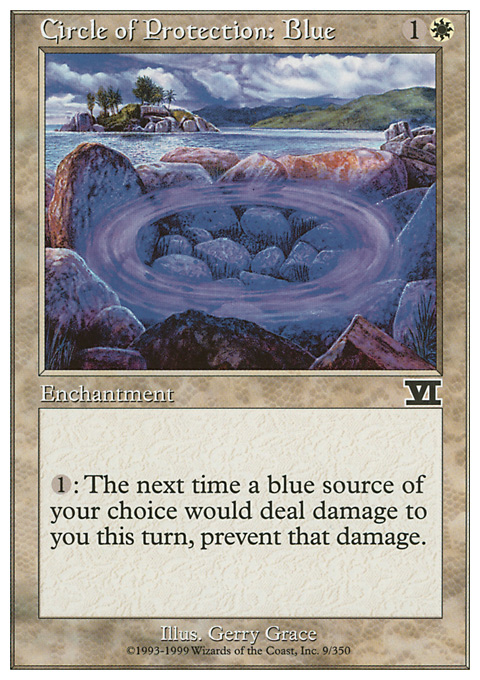 Circle of Protection: Blue 1
Enchantment VI
1: The next time a blue source of
your choice would deal damage to
you this turn, prevent that damage.
Illus. Gerry Grace
©1993-1999 Wizards of the Coast, Inc. 9/350